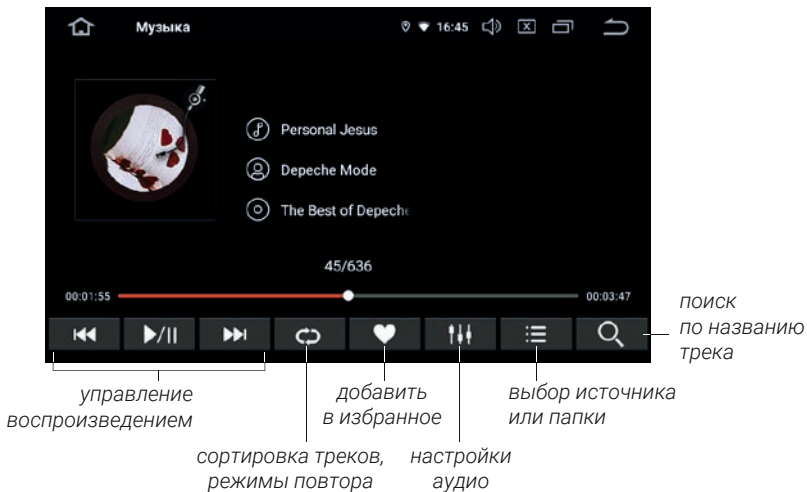 Музыка
16:45
Personal Jesus
Depeche Mode
The Best of Depeche
45/636
00:01:55
00:03:47
поиск
по названию
трека
управление
воспроизведением
добавить
в избранное
выбор источника
или папки
сортировка треков,
режимы повтора
настройки
аудио